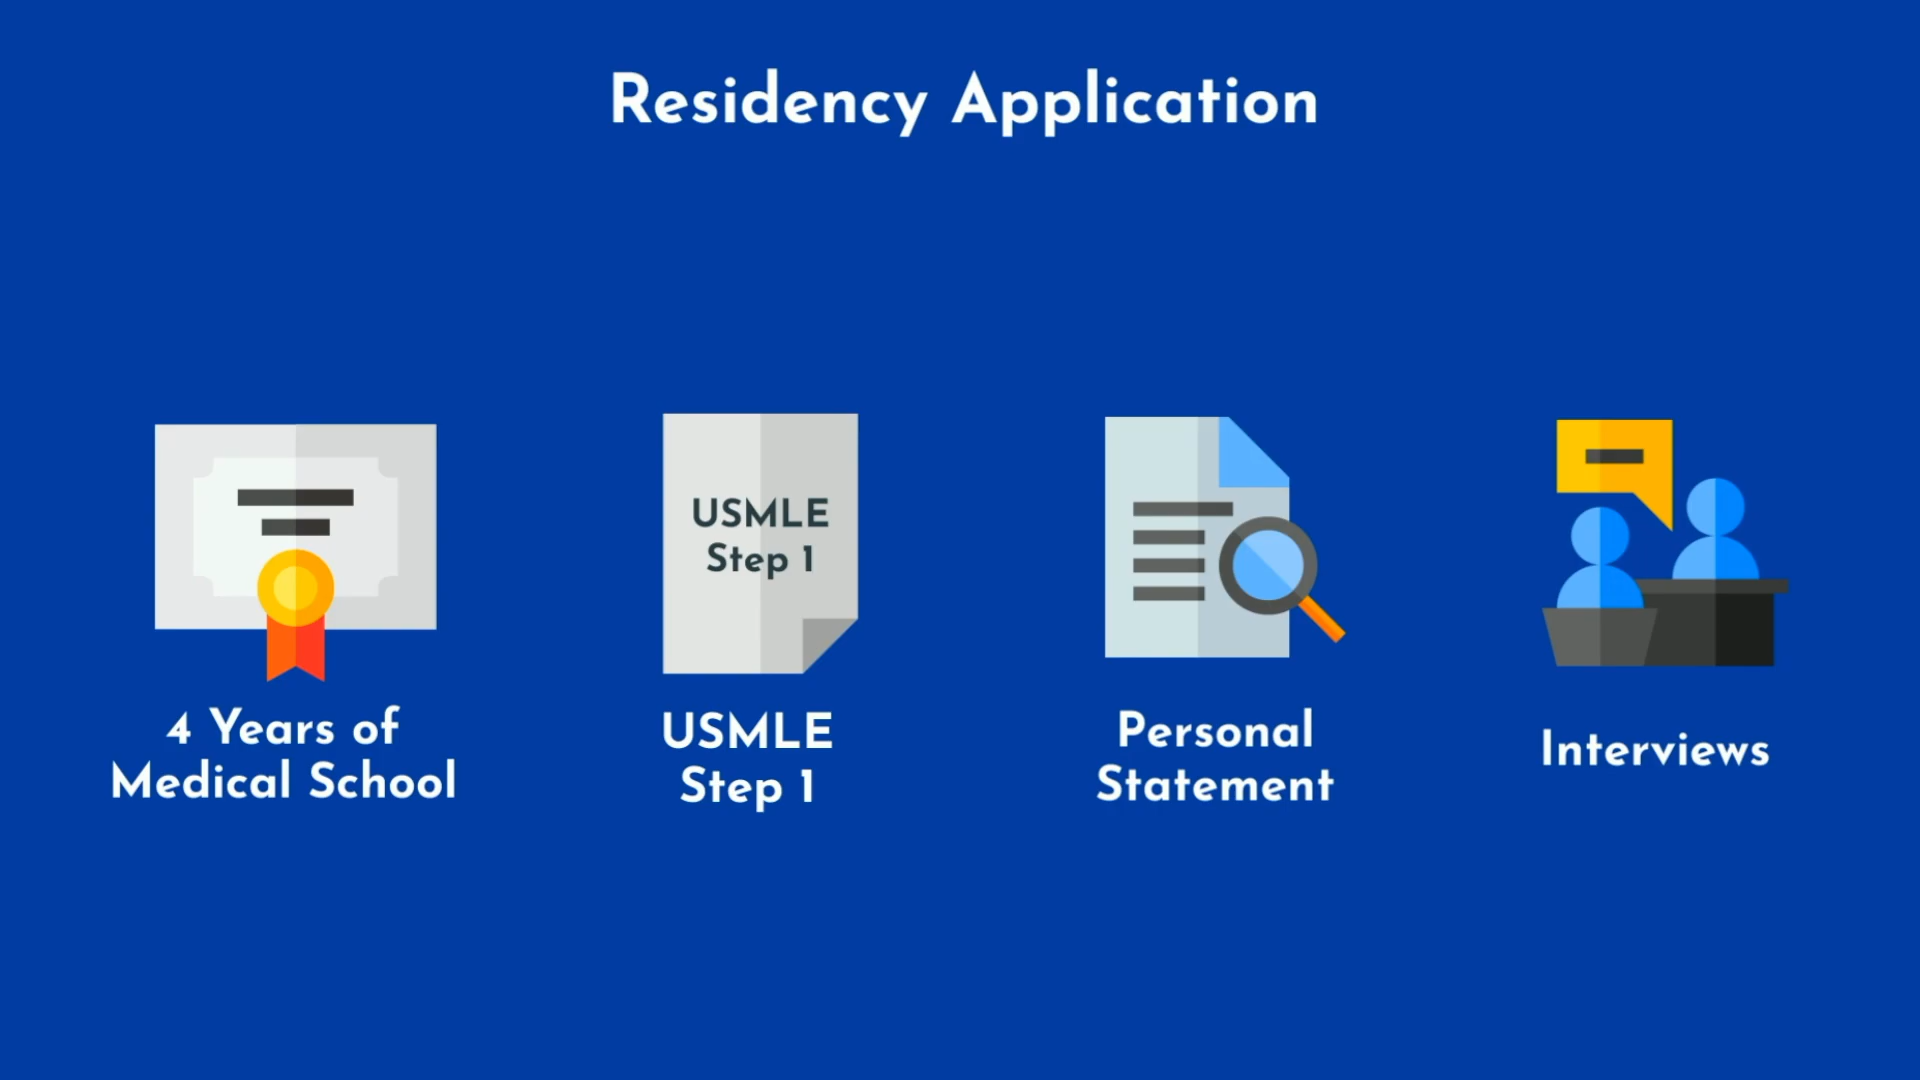 Residency Application
USMLE
Step 1
4 Years of
Medical School
USMLE
Step 1
Personal
Statement
Interviews